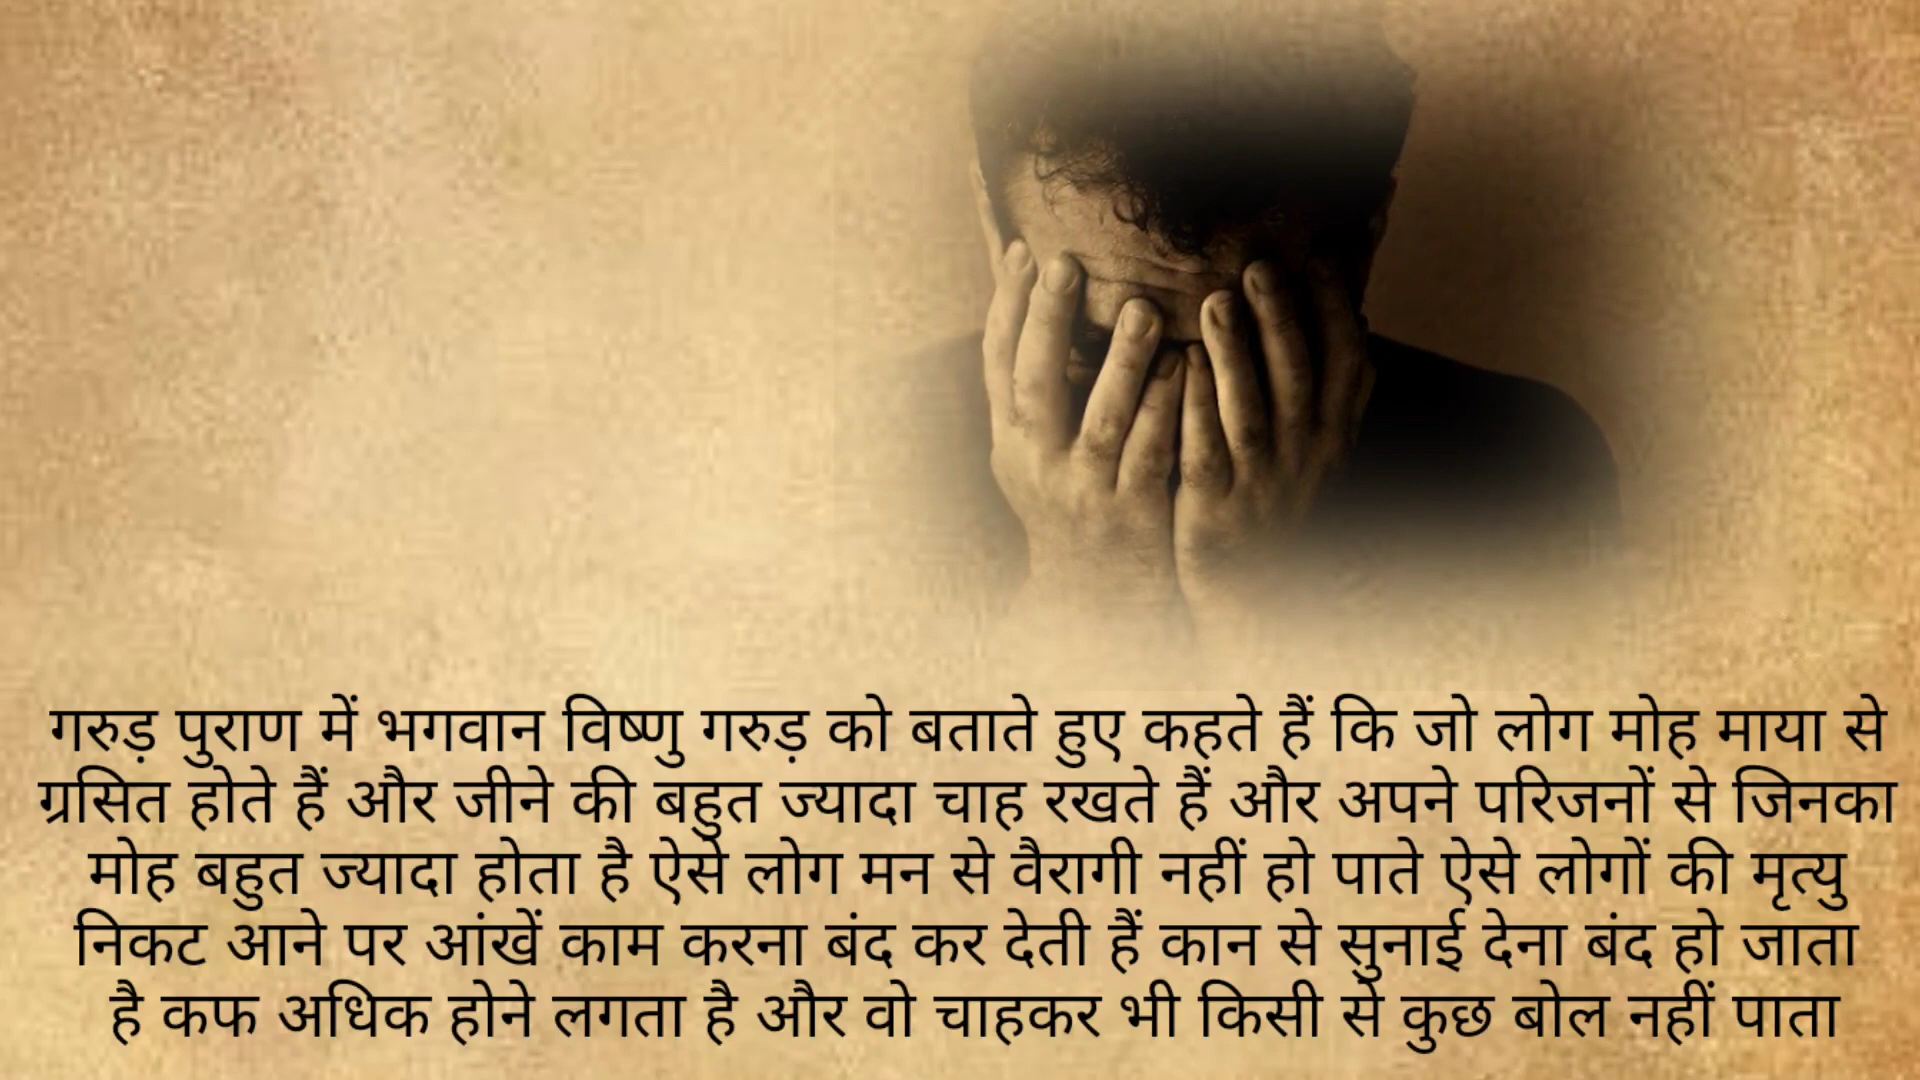 गरुड़ पुराण में भगवान विष्णु गरुड़ को बताते हुए कहते हैं कि जो लोग मोह माया से
ग्रसित होते हैं और जीने की बहुत ज्यादा चाह रखते हैं और अपने परिजनों से जिनका
मोह बहुत ज्यादा होता है ऐसे लोग मन से वैरागी नहीं हो पाते ऐसे लोगों की मृत्यु
निकट आने पर आंखें काम करना बंद कर देती हैं कान से सुनाई देना बंद हो जाता
है कफ अधिक होने लगता है और वो चाहकर भी किसी से कुछ बोल नहीं पाता